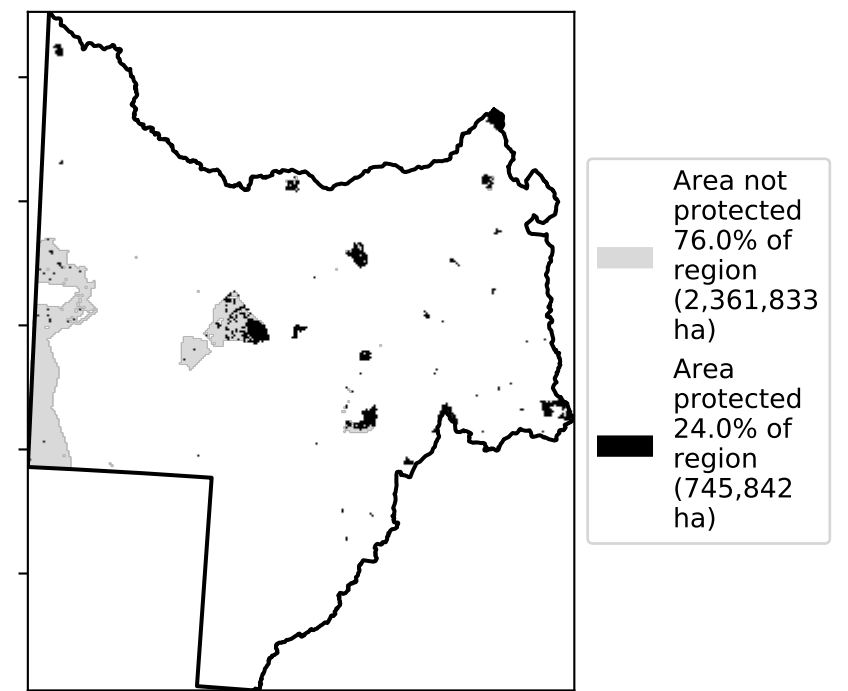 Area not
protected
76.0% of
region
(2,361,833
ha)
Area
protected
24.0% of
region
(745,842
ha)